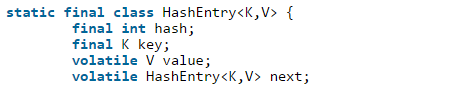 static final class HashEntry<K,V> {
final int hash;
final K key;
volatile V value;
volatile HashEntry<K,V> next;